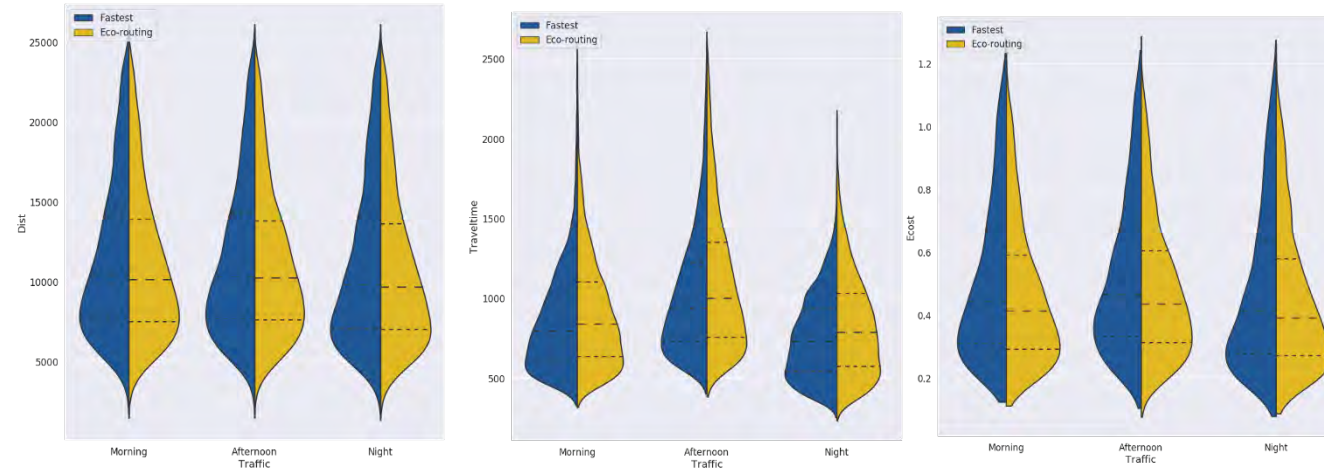 Fastest
Eco-routing
25000
20000
15000
10000
5000
Dist
Morning
Afternoon
Night
Traffic
Fastest
Eco-routing
2500
2000
1500
1000
500
Traveltime
Morning
Afternoon
Night
Traffic
Fastest
Eco-routing
1.2
1.0
0.8
0.6
0.4
0.2
Ecost
Morning
Afternoon
Night
Traffic